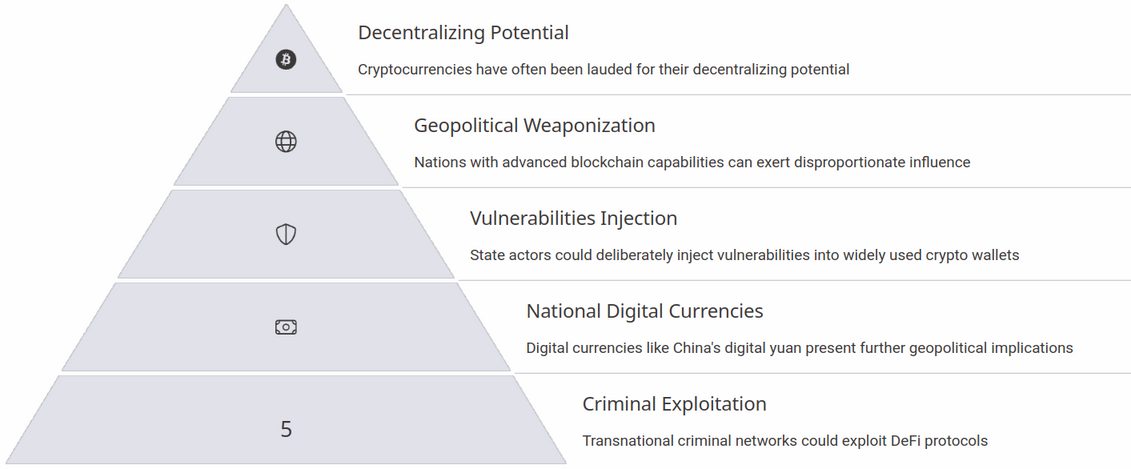 Decentralizing Potential
Cryptocurrencies have often been lauded for their decentralizing potential
Geopolitical Weaponization
Nations with advanced blockchain capabilities can exert disproportionate influence
Vulnerabilities Injection
State actors could deliberately inject vulnerabilities into widely used crypto wallets
National Digital Currencies
Digital currencies like China's digital yuan present further geopolitical implications
5
Criminal Exploitation
Transnational criminal networks could exploit DeFi protocols